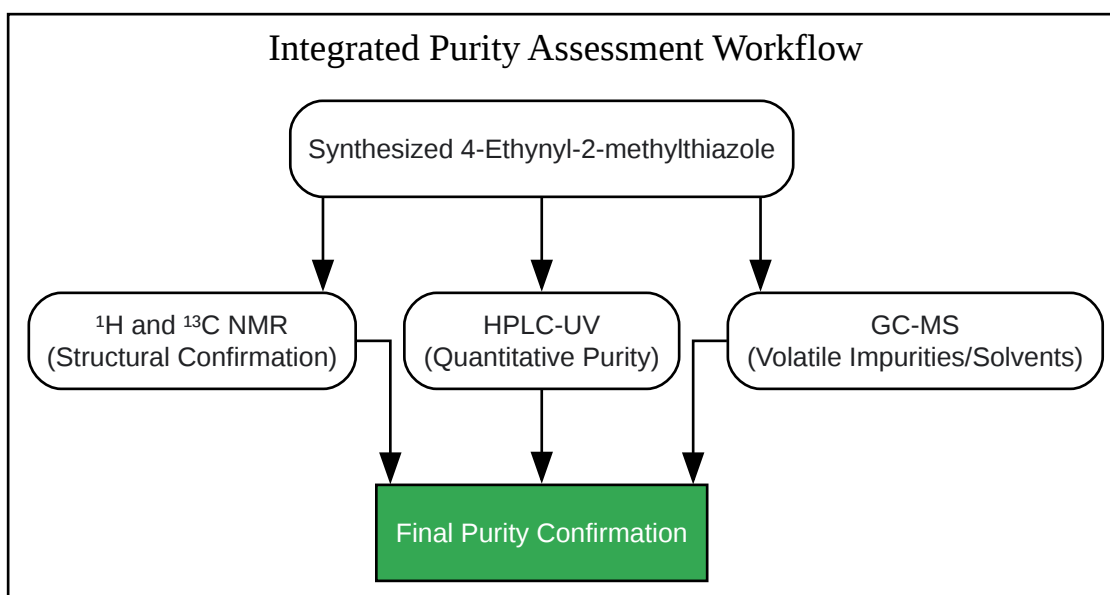 Integrated Purity Assessment Workflow
Synthesized 4-Ethynyl-2-methylthiazole
¹H and ¹³C NMR
(Structural Confirmation)
HPLC-UV
(Quantitative Purity)
GC-MS
(Volatile Impurities/Solvents)
Final Purity Confirmation